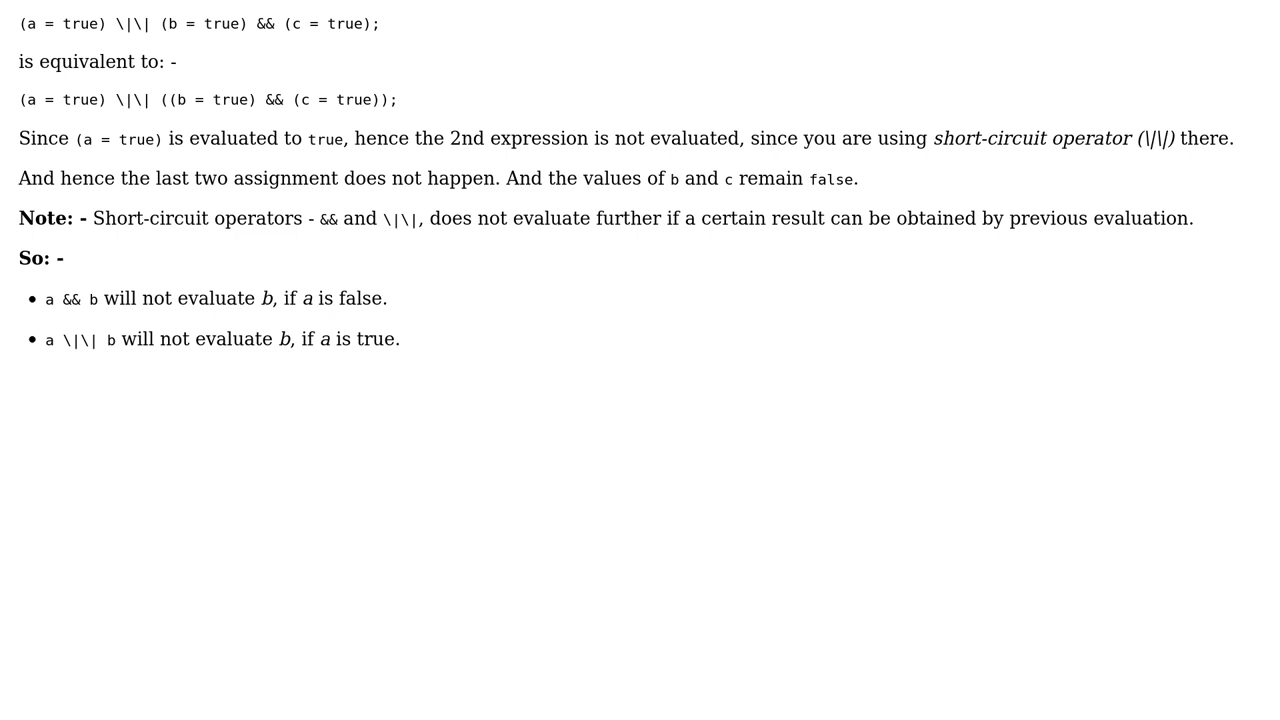 (a = true) \|\| (b = true) && (c = true);
is equivalent to: -
(a = true) \|\| ((b = true) && (c = true));
Since (a = true) is evaluated to true, hence the 2nd expression is not evaluated, since you are using short-circuit operator (\|\|) there.
And hence the last two assignment does not happen. And the values of b and c remain false.
Note: - Short-circuit operators - && and \|\|, does not evaluate further if a certain result can be obtained by previous evaluation.
So: -
• a && b will not evaluate b, if a is false.
• a \|\| b will not evaluate b, if a is true.